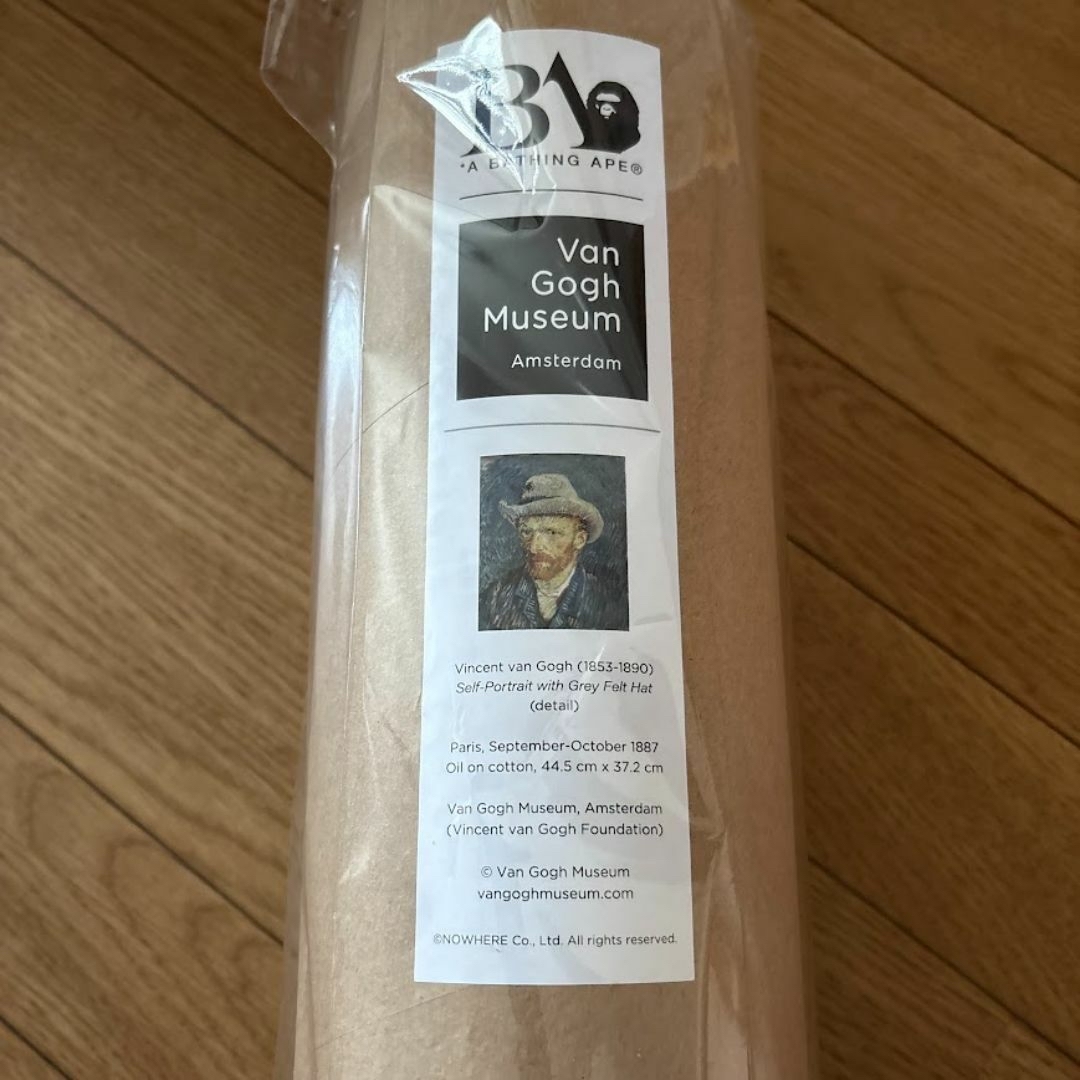 BA
*A BATHING APE®
Van
Gogh
Museum
Amsterdam
Vincent van Gogh (1853-1890)
Self-Portrait with Grey Felt Hat
(detail)
Paris, September-October 1887
Oil on cotton, 44.5 cm x 37.2 cm
Van Gogh Museum, Amsterdam
(Vincent van Gogh Foundation)
© Van Gogh Museum
vangoghmuseum.com
©NOWHERE Co., Ltd. All rights reserved.